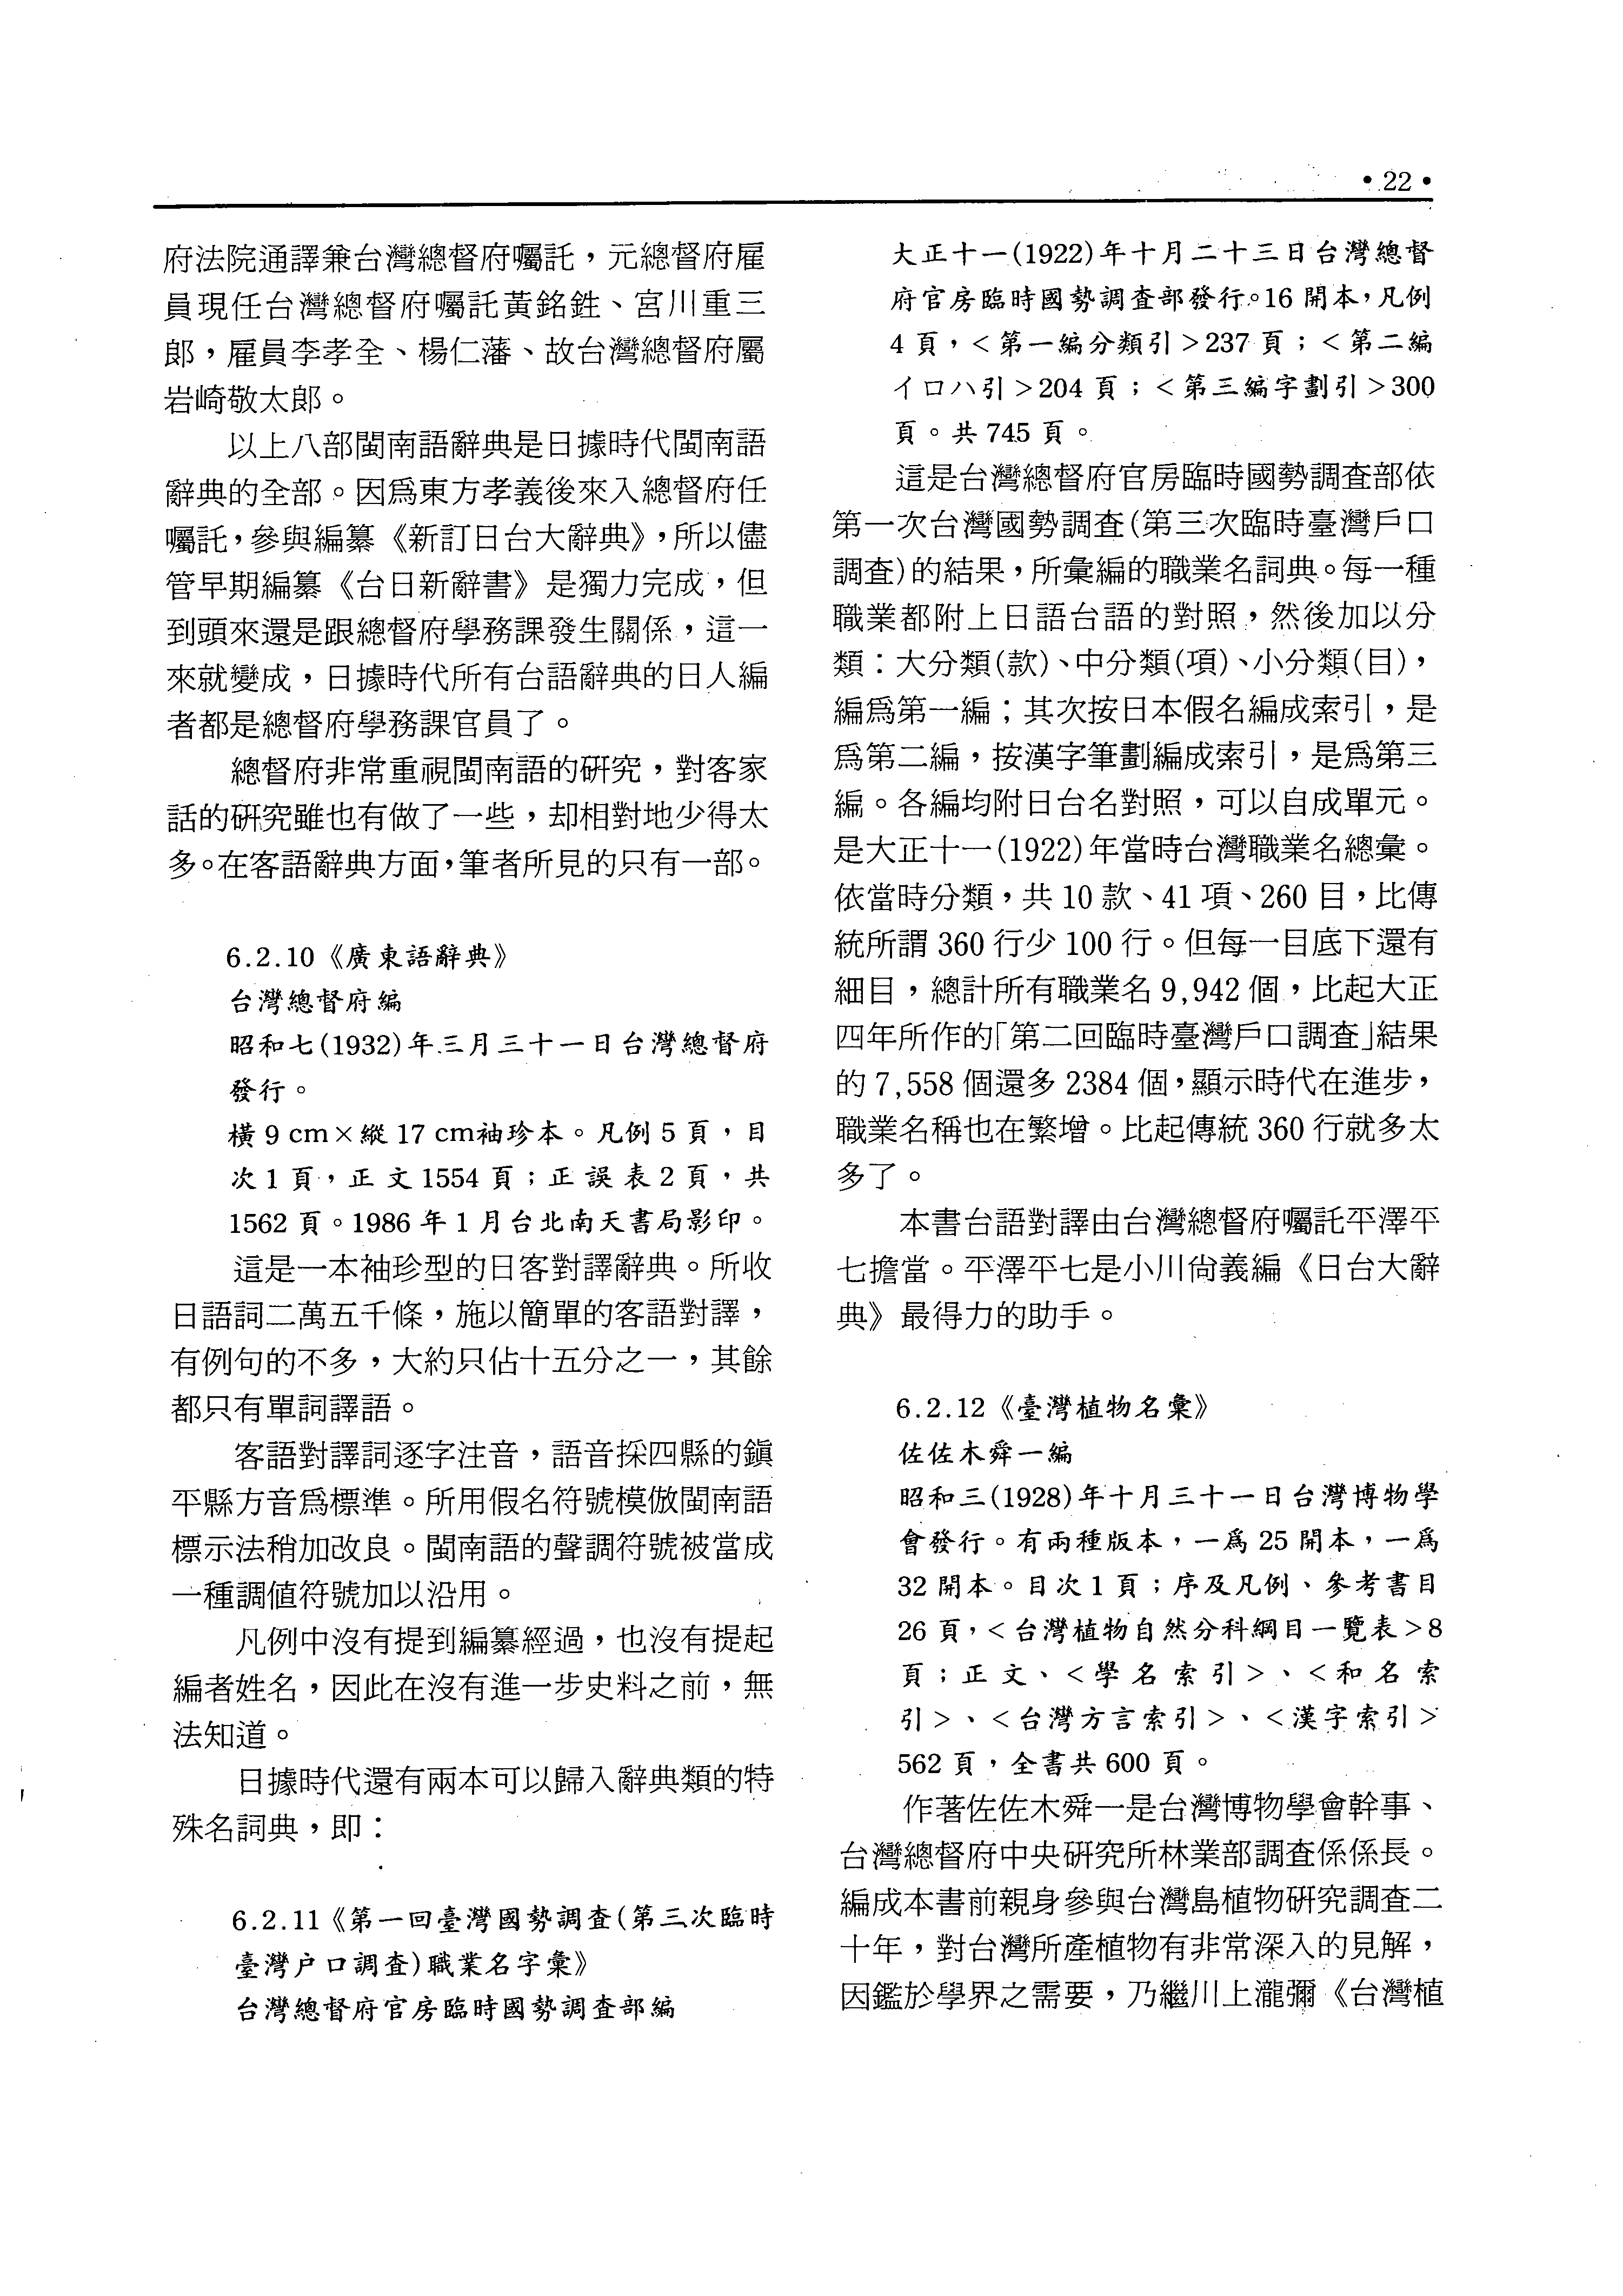 • 22 •
府法院通譯兼台灣總督府囑託，元總督府雇
員現任台灣總督府囑託黃銘鉎、宮川重三
郞，雇員李孝全、楊仁藩、故台灣總督府屬
岩崎敬太郞。
以上八部閩南語辭典是日據時代閩南語
辭典的全部。因爲東方孝義後來入總督府任
囑託，參與編纂《新訂日台大辭典》，所以儘
管早期編纂《台日新辭書》是獨力完成，但
到頭來還是跟總督府學務課發生關係，這一
來就變成，日據時代所有台語辭典的日人編
者都是總督府學務課官員了。
總督府非常重視閩南語的研究，對客家
話的研究雖也有做了一些，却相對地少得太
多。在客語辭典方面，筆者所見的只有一部。
6.2.10《廣東語辭典》
台灣總督府編
昭和七(1932)年三月三十一日台灣總督府
發行。
橫 9 cm×縱 17 cm袖珍本。凡例 5 頁，目
次 1 頁，正文 1554 頁；正誤表 2 頁，共
1562 頁。1986 年 1 月台北南天書局影印。
這是一本袖珍型的日客對譯辭典。所收
日語詞二萬五千條，施以簡單的客語對譯，
有例句的不多，大約只佔十五分之一，其餘
都只有單詞譯語。
客語對譯詞逐字注音，語音採四縣的鎭
平縣方音爲標準。所用假名符號模倣閩南語
標示法稍加改良。閩南語的聲調符號被當成
一種調值符號加以沿用。
凡例中沒有提到編纂經過，也沒有提起
編者姓名，因此在沒有進一步史料之前，無
法知道。
日據時代還有兩本可以歸入辭典類的特
殊名詞典，即：
6.2.11《第一回臺灣國勢調查(第三次臨時
臺灣户口調查)職業名字彙》
台灣總督府官房臨時國勢調查部編
大正十一(1922)年十月二十三日台灣總督
府官房臨時國勢調查部發行。16 開本，凡例
4 頁，＜第一編分類引＞237 頁；＜第二編
イロハ引＞204 頁；＜第三編字劃引＞300
頁。共 745 頁。
這是台灣總督府官房臨時國勢調查部依
第一次台灣國勢調查(第三次臨時臺灣戶口
調查)的結果，所彙編的職業名詞典。每一種
職業都附上日語台語的對照，然後加以分
類：大分類(款)、中分類(項)、小分類(目)，
編爲第一編；其次按日本假名編成索引，是
爲第二編，按漢字筆劃編成索引，是爲第三
編。各編均附日台名對照，可以自成單元。
是大正十一(1922)年當時台灣職業名總彙。
依當時分類，共 10 款、41 項、260 目，比傳
統所謂 360 行少 100 行。但每一目底下還有
細目，總計所有職業名 9,942 個，比起大正
四年所作的「第二回臨時臺灣戶口調查」結果
的 7,558 個還多 2384 個，顯示時代在進步，
職業名稱也在繁增。比起傳統 360 行就多太
多了。
本書台語對譯由台灣總督府囑託平澤平
七擔當。平澤平七是小川尙義編《日台大辭
典》最得力的助手。
6.2.12《臺灣植物名彙》
佐佐木舜一編
昭和三(1928)年十月三十一日台灣博物學
會發行。有兩種版本，一爲 25 開本，一爲
32 開本。目次 1 頁；序及凡例、參考書目
26 頁，＜台灣植物自然分科綱目一覽表＞8
頁；正文、＜學名索引＞、＜和名索
引＞、＜台灣方言索引＞、＜漢字索引＞
562 頁，全書共 600 頁。
作著佐佐木舜一是台灣博物學會幹事、
台灣總督府中央研究所林業部調查係係長。
編成本書前親身參與台灣島植物研究調查二
十年，對台灣所產植物有非常深入的見解，
因鑑於學界之需要，乃繼川上瀧彌《台灣植